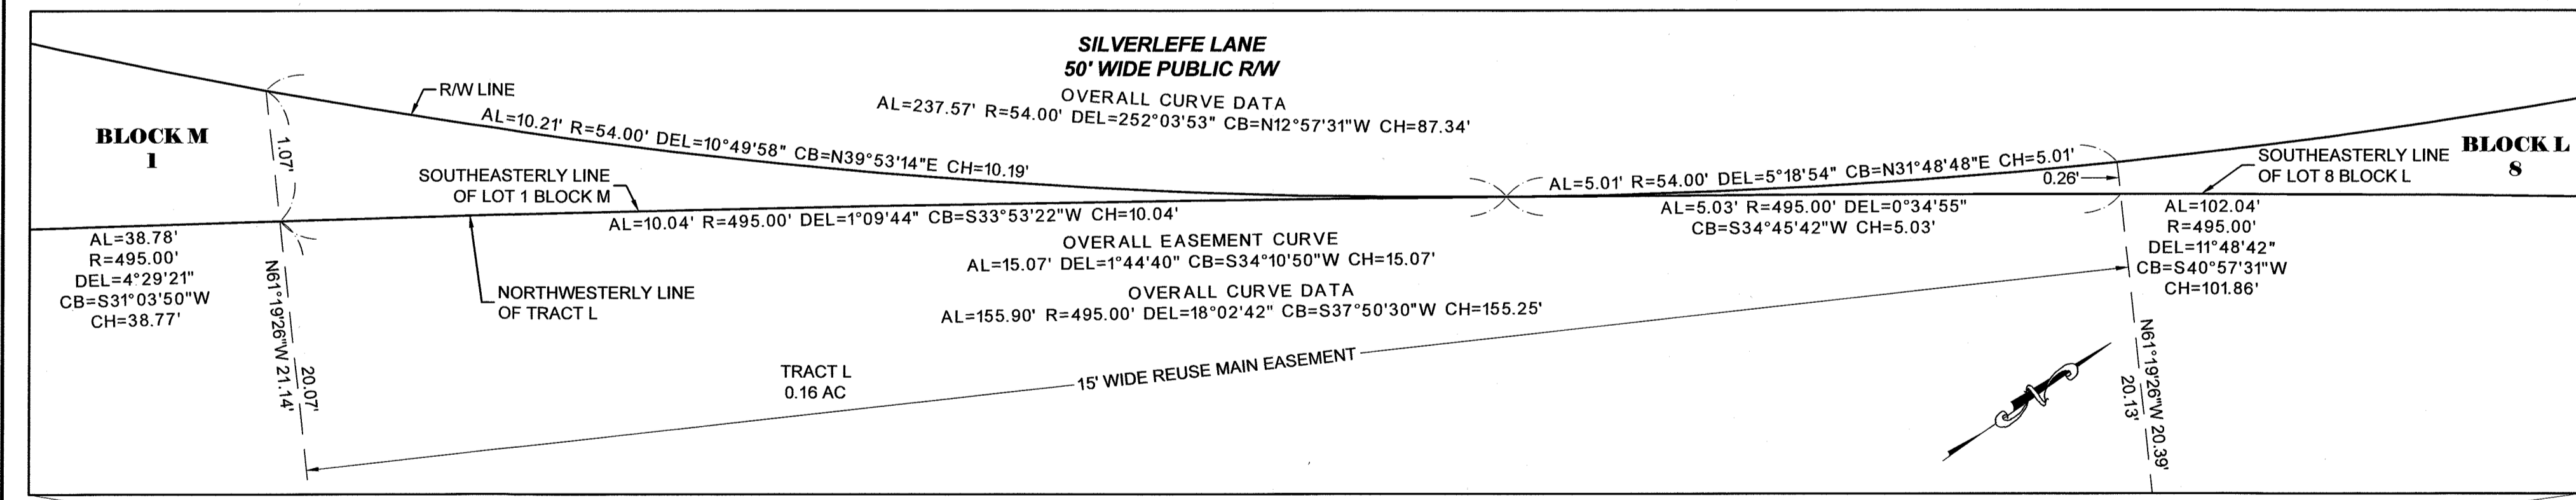 SILVERLEFE LANE
50' WIDE PUBLIC R/W
OVERALL CURVE DATA
AL=237.57' R=54.00' DEL=252°03'53" CB=N12°57'31"W CH=87.34'
R/W LINE
AL=10.21' R=54.00' DEL=10°49'58" CB=N39°53'14"E CH=10.19'
BLOCK M
1
1.07'
SOUTHEASTERLY LINE
OF LOT 1 BLOCK M
AL=5.01' R=54.00' DEL=5°18'54" CB=N31°48'48"E CH=5.01'
0.26'
SOUTHEASTERLY LINE
OF LOT 8 BLOCK L
BLOCK L
8
AL=10.04' R=495.00' DEL=1°09'44" CB=S33°53'22"W CH=10.04'
AL=5.03' R=495.00' DEL=0°34'55"
CB=S34°45'42"W CH=5.03'
AL=38.78'
R=495.00'
DEL=4°29'21"
CB=S31°03'50"W
CH=38.77'
AL=102.04'
R=495.00'
DEL=11°48'42"
CB=S40°57'31"W
CH=101.86'
OVERALL EASEMENT CURVE
AL=15.07' DEL=1°44'40" CB=S34°10'50"W CH=15.07'
NORTHWESTERLY LINE
OF TRACT L
OVERALL CURVE DATA
AL=155.90' R=495.00' DEL=18°02'42" CB=S37°50'30"W CH=155.25'
N61°19'26"W 21.14'
20.07'
TRACT L
0.16 AC
15' WIDE REUSE MAIN EASEMENT
N61°19'26"W 20.39'
20.13'